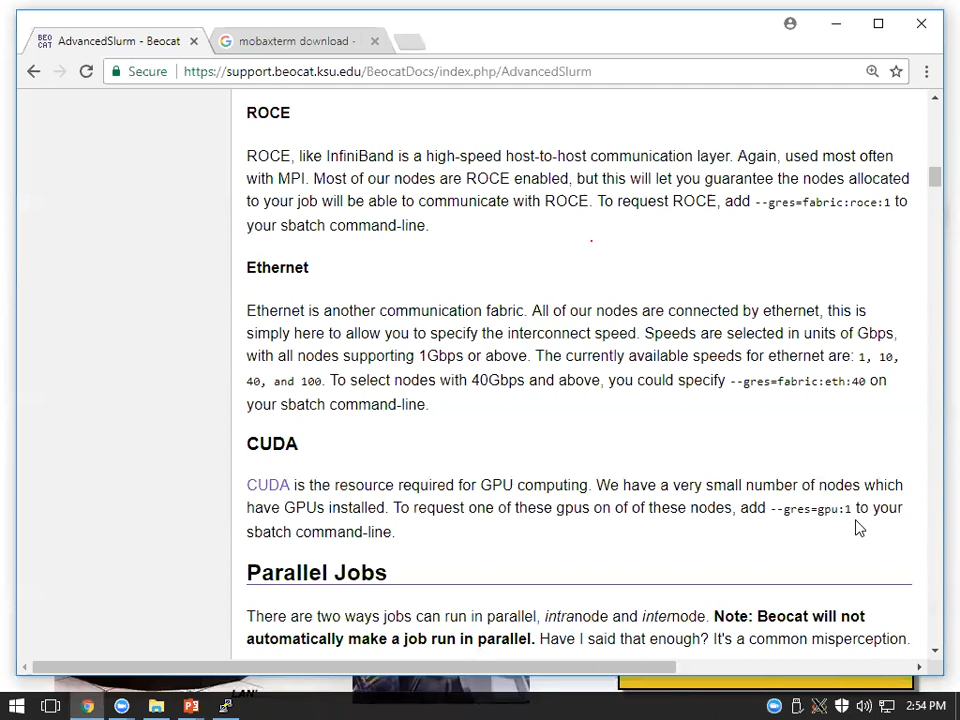 BEO
CAT
AdvancedSlurm - Beocat
mobaxterm download -
Secure
https://support.beocat.ksu.edu/BeocatDocs/index.php/AdvancedSlurm
ROCE
ROCE, like InfiniBand is a high-speed host-to-host communication layer. Again, used most often
with MPI. Most of our nodes are ROCE enabled, but this will let you guarantee the nodes allocated
to your job will be able to communicate with ROCE. To request ROCE, add --gres=fabric:roce:1 to
your sbatch command-line.
Ethernet
Ethernet is another communication fabric. All of our nodes are connected by ethernet, this is
simply here to allow you to specify the interconnect speed. Speeds are selected in units of Gbps,
with all nodes supporting 1Gbps or above. The currently available speeds for ethernet are: 1, 10,
40, and 100. To select nodes with 40Gbps and above, you could specify --gres=fabric:eth:40 on
your sbatch command-line.
CUDA
CUDA is the resource required for GPU computing. We have a very small number of nodes which
have GPUs installed. To request one of these gpus on of of these nodes, add --gres=gpu:1 to your
sbatch command-line.
Parallel Jobs
There are two ways jobs can run in parallel, intranode and internode. Note: Beocat will not
automatically make a job run in parallel. Have I said that enough? It's a common misperception.
2:54 PM